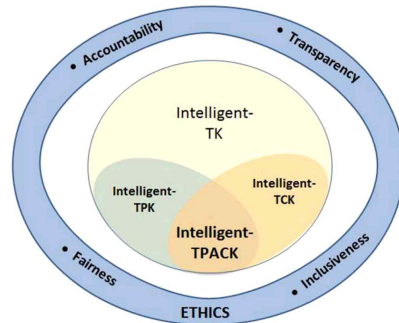 • Accountability
• Transparency
Intelligent-
TK
Intelligent-
TPK
Intelligent-
TCK
Intelligent-
TPACK
• Fairness
• Inclusiveness
ETHICS